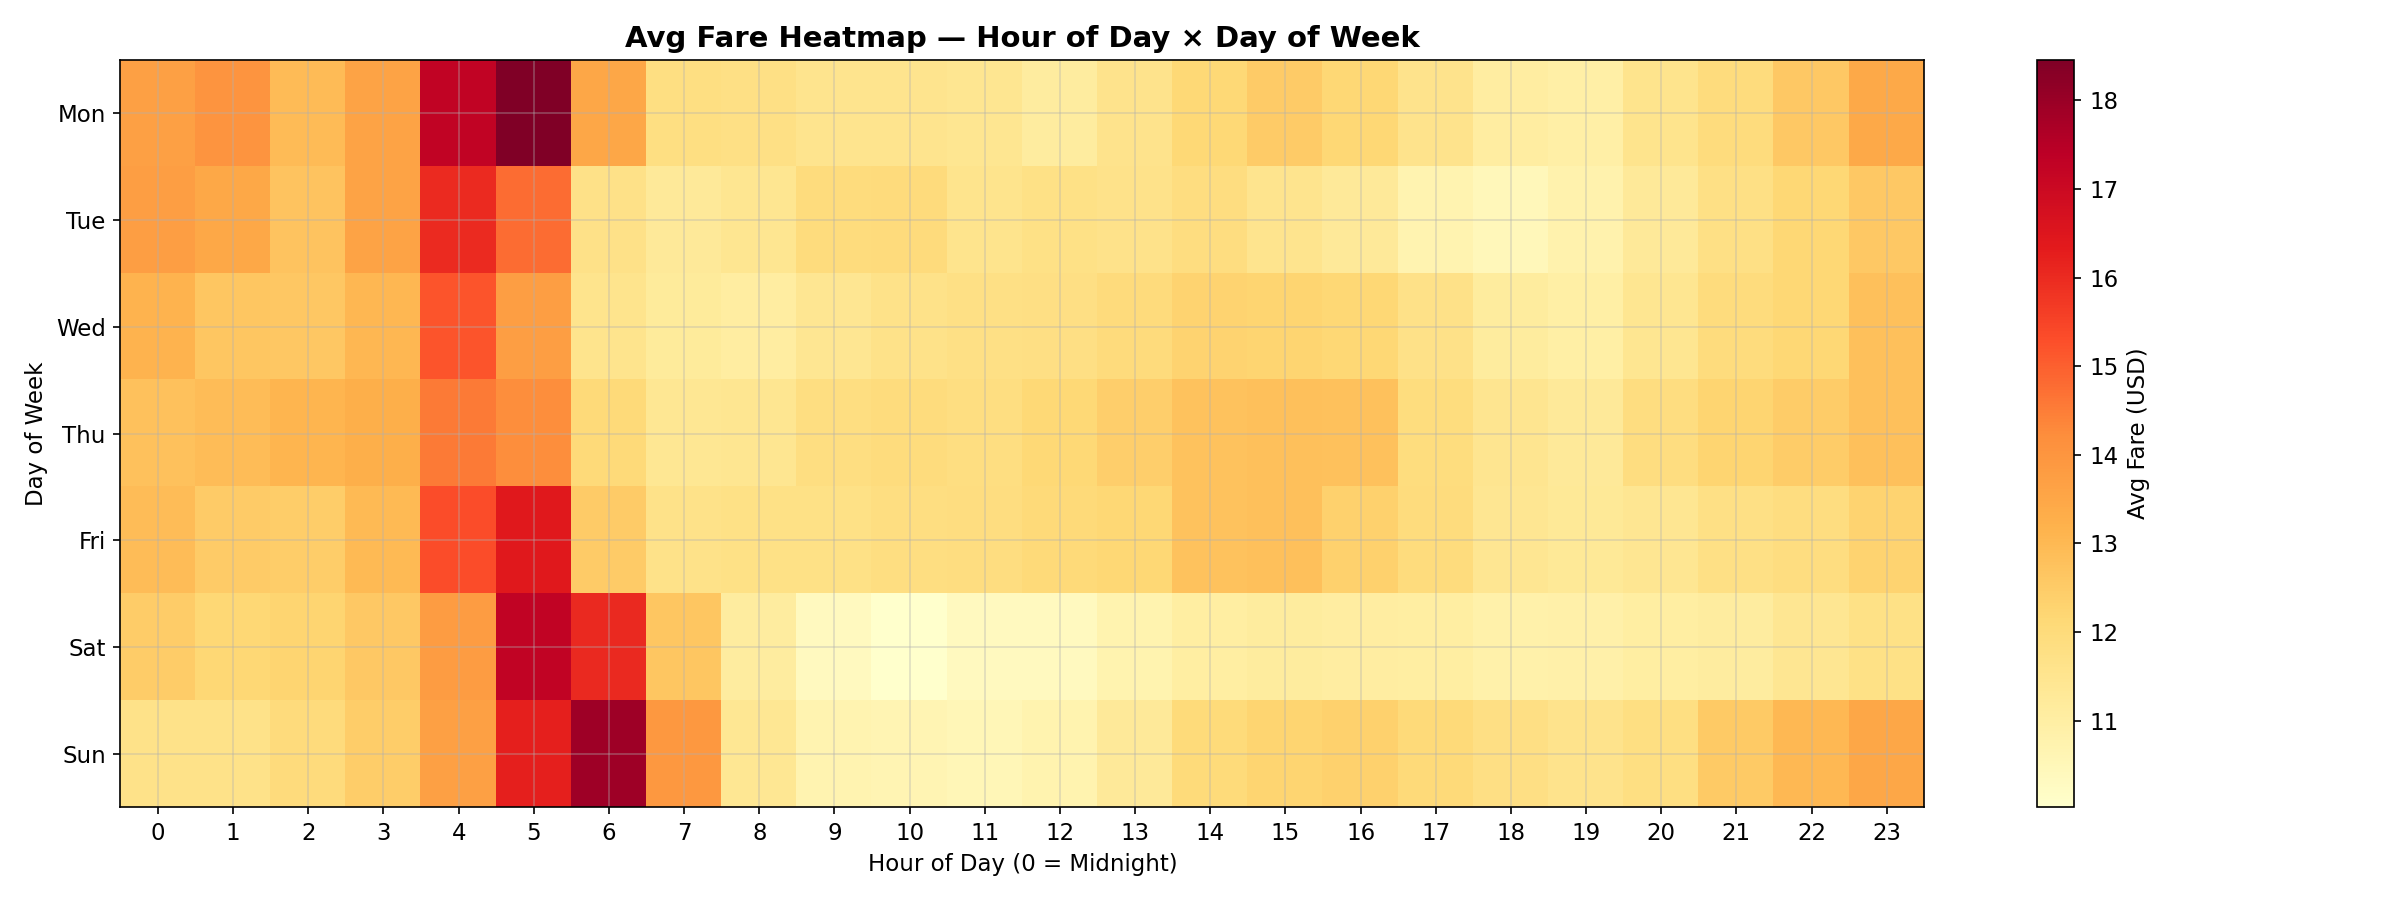 Avg Fare Heatmap — Hour of Day × Day of Week
Day of Week
Mon
Tue
Wed
Thu
Fri
Sat
Sun
0 1 2 3 4 5 6 7 8 9 10 11 12 13 14 15 16 17 18 19 20 21 22 23
Hour of Day (0 = Midnight)
18
17
16
15
14
13
12
11
Avg Fare (USD)